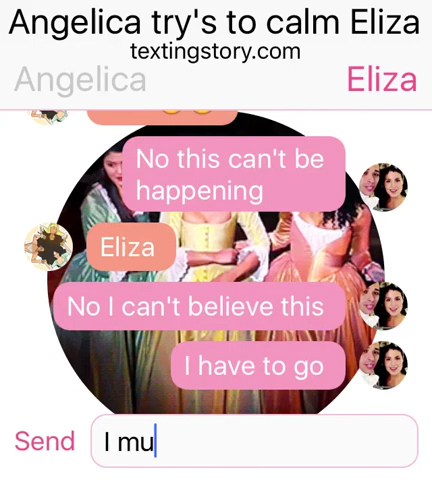 Angelica try's to calm Eliza
textingstory.com
Angelica
Eliza
No this can't be
happening
Eliza
No I can't believe this
I have to go
Send
I mu